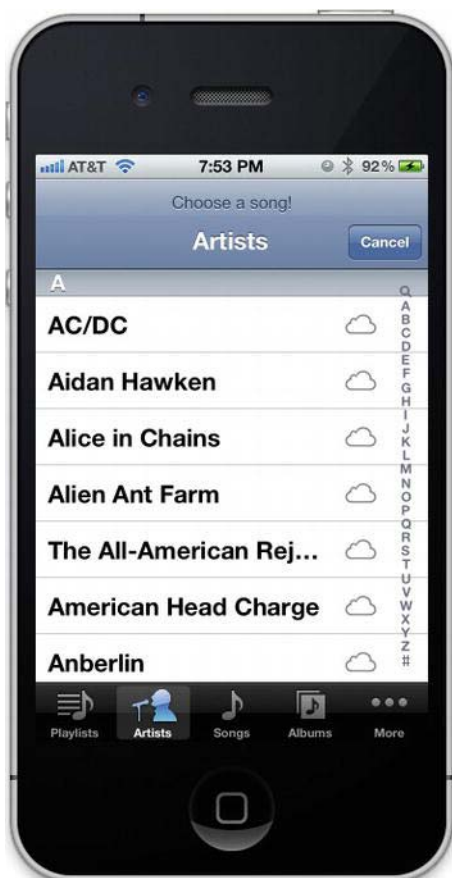 AT&T 7:53 PM 92%
Choose a song!
Artists Cancel
A
AC/DC
Aidan Hawken
Alice in Chains
Alien Ant Farm
The All-American Rej...
American Head Charge
Anberlin
A
B
C
D
E
F
G
H
I
J
K
L
M
N
O
P
Q
R
S
T
U
V
W
X
Y
Z
#
Playlists Artists Songs Albums More